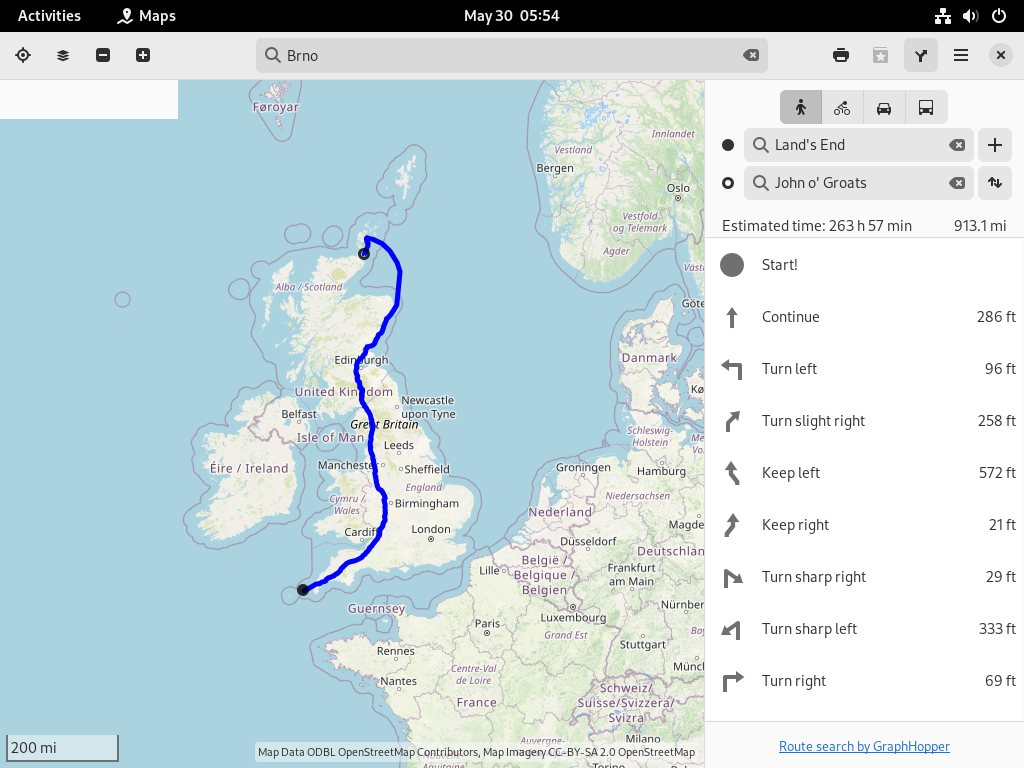 Activities
Maps
May 30 05:54
Brno
Land's End
John o' Groats
Estimated time: 263 h 57 min
913.1 mi
Start!
Continue
286 ft
Turn left
96 ft
Turn slight right
258 ft
Keep left
572 ft
Keep right
21 ft
Turn sharp right
29 ft
Turn sharp left
333 ft
Turn right
69 ft
Route search by GraphHopper
Føroyar
Innlandet
Vestland
Bergen
Oslo
Vestfold
og Telemark
Agder
Alba / Scotland
Göte
Edinburgh
Danmark
United Kingdom
Newcastle
upon Tyne
Belfast
Great Britain
Isle of Man
Leeds
Schleswig-
Holstein
Manchester
Sheffield
Éire / Ireland
Groningen
Hamburg
England
Niedersachsen
Cymru /
Wales
Birmingham
Nederland
Magde
Cardiff
London
Düsseldorf
Deutschlan
België /
Belgique /
Belgien
Lille
Frankfurt
am Main
Guernsey
Luxembourg
Nürnber
Paris
Grand Est
Stuttgart
Rennes
Centre-Val
de Loire
Münch
Nantes
France
Schweiz/
Suisse/Svizzera/
Svizra
Milano
Auvergne-
200 mi
Map Data ODBL OpenStreetMap Contributors, Map Imagery CC-BY-SA 2.0 OpenStreetMap